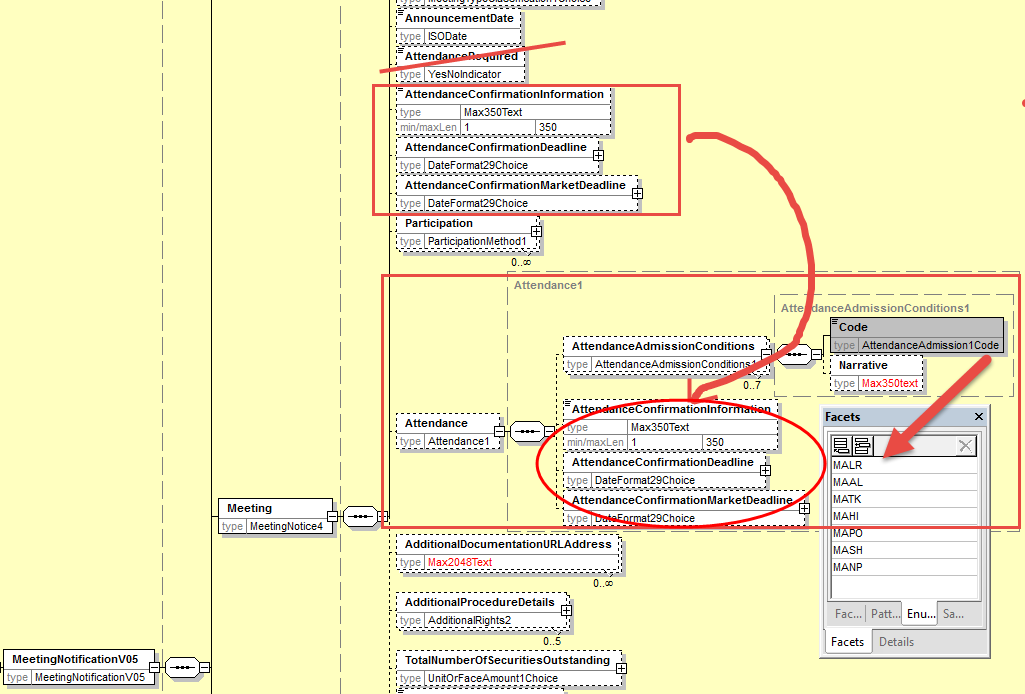 MeetingTypeClassification1Choice
AnnouncementDate
type ISODate
AttendanceRequired
type YesNoIndicator
AttendanceConfirmationInformation
type Max350Text
min/maxLen 1 350
AttendanceConfirmationDeadline
type DateFormat29Choice
AttendanceConfirmationMarketDeadline
type DateFormat29Choice
Participation
type ParticipationMethod1
0..∞
Attendance1
AttendanceAdmissionConditions1
Code
type AttendanceAdmission1Code
Narrative
type Max350text
AttendanceAdmissionConditions
type AttendanceAdmissionConditions1
0..7
AttendanceConfirmationInformation
type Max350Text
min/maxLen 1 350
AttendanceConfirmationDeadline
type DateFormat29Choice
AttendanceConfirmationMarketDeadline
type DateFormat29Choice
Attendance
type Attendance1
Facets
MALR
MAAL
MATK
MAHI
MAPO
MASH
MANP
Fac... Patt... Enu... Sa...
Facets Details
Meeting
type MeetingNotice4
AdditionalDocumentationURLAddress
type Max2048Text
0..∞
AdditionalProcedureDetails
type AdditionalRights2
0..5
MeetingNotificationV05
type MeetingNotificationV05
TotalNumberOfSecuritiesOutstanding
type UnitOrFaceAmount1Choice